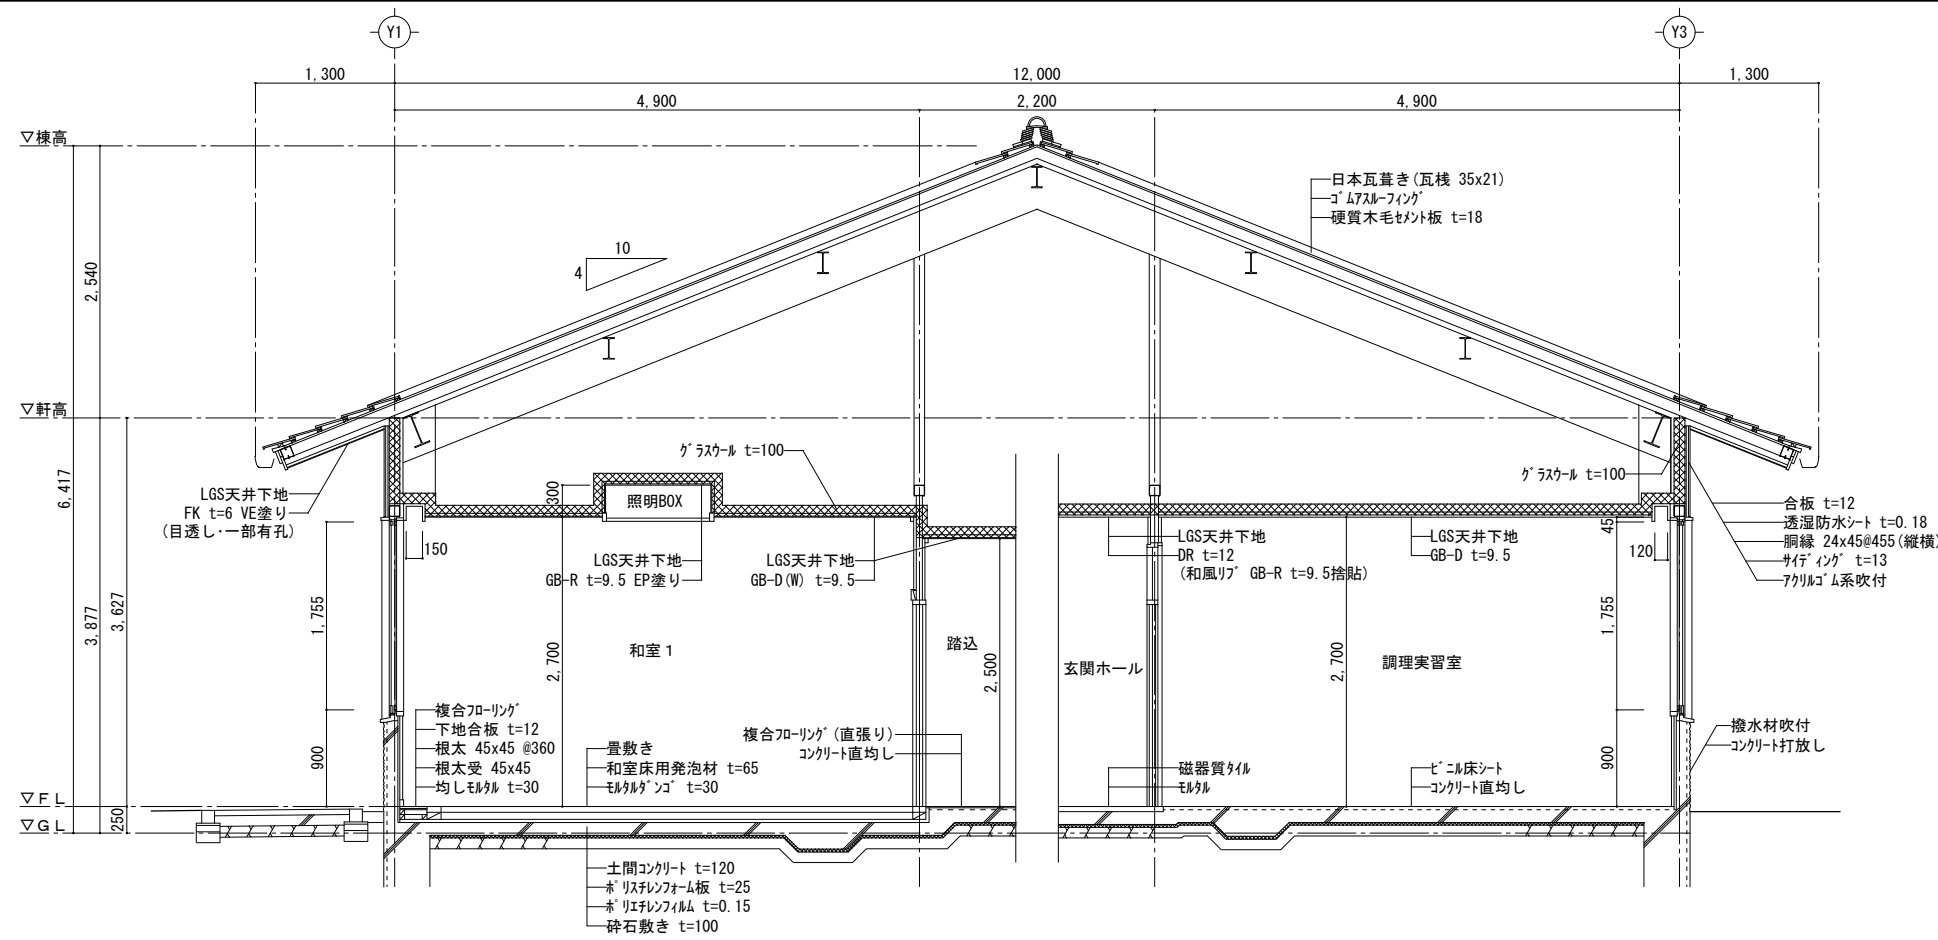 Y1
Y3
1,300
12,000
1,300
4,900
2,200
4,900
▽棟高
日本瓦葺き(瓦桟 35x21)
ｺﾞﾑｱｽﾙｰﾌｨﾝｸﾞ
硬質木毛ｾﾒﾝﾄ板 t=18
10
4
2,540
▽軒高
6,417
3,877
3,627
250
LGS天井下地
FK t=6 VE塗り
(目透し･一部有孔)
150
ｸﾞﾗｽｳｰﾙ t=100
300
照明BOX
LGS天井下地
GB-R t=9.5 EP塗り
LGS天井下地
GB-D(W) t=9.5
LGS天井下地
DR t=12
(和風ﾘﾌﾞ GB-R t=9.5捨貼)
LGS天井下地
GB-D t=9.5
ｸﾞﾗｽｳｰﾙ t=100
45
120
合板 t=12
透湿防水ｼｰﾄ t=0.18
胴縁 24x45@455(縦横)
ｻｲﾃﾞｨﾝｸﾞ t=13
ｱｸﾘﾙｺﾞﾑ系吹付
1,755
900
和室１
2,700
踏込
2,500
玄関ホール
2,700
調理実習室
1,755
900
複合ﾌﾛｰﾘﾝｸﾞ
下地合板 t=12
根太 45x45 @360
根太受 45x45
均しﾓﾙﾀﾙ t=30
畳敷き
和室床用発泡材 t=65
ﾓﾙﾀﾙﾀﾞﾝｺﾞ t=30
複合ﾌﾛｰﾘﾝｸﾞ(直張り)
ｺﾝｸﾘｰﾄ直均し
磁器質ﾀｲﾙ
ﾓﾙﾀﾙ
ﾋﾞﾆﾙ床ｼｰﾄ
ｺﾝｸﾘｰﾄ直均し
撥水材吹付
ｺﾝｸﾘｰﾄ打放し
▽ＦＬ
▽ＧＬ
土間ｺﾝｸﾘｰﾄ t=120
ﾎﾟﾘｽﾁﾚﾝﾌｫｰﾑ板 t=25
ﾎﾟﾘｴﾁﾚﾝﾌｨﾙﾑ t=0.15
砕石敷き t=100